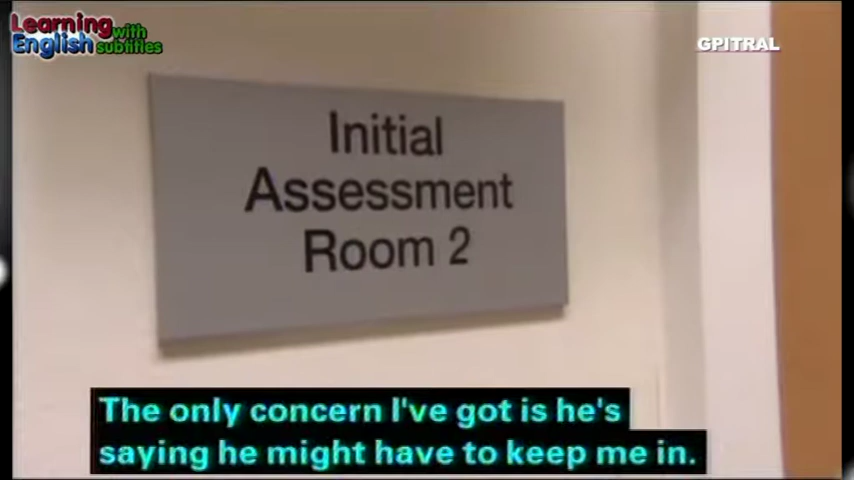 Learning with
English subtitles
GPITRAL
Initial
Assessment
Room 2
The only concern I've got is he's
saying he might have to keep me in.